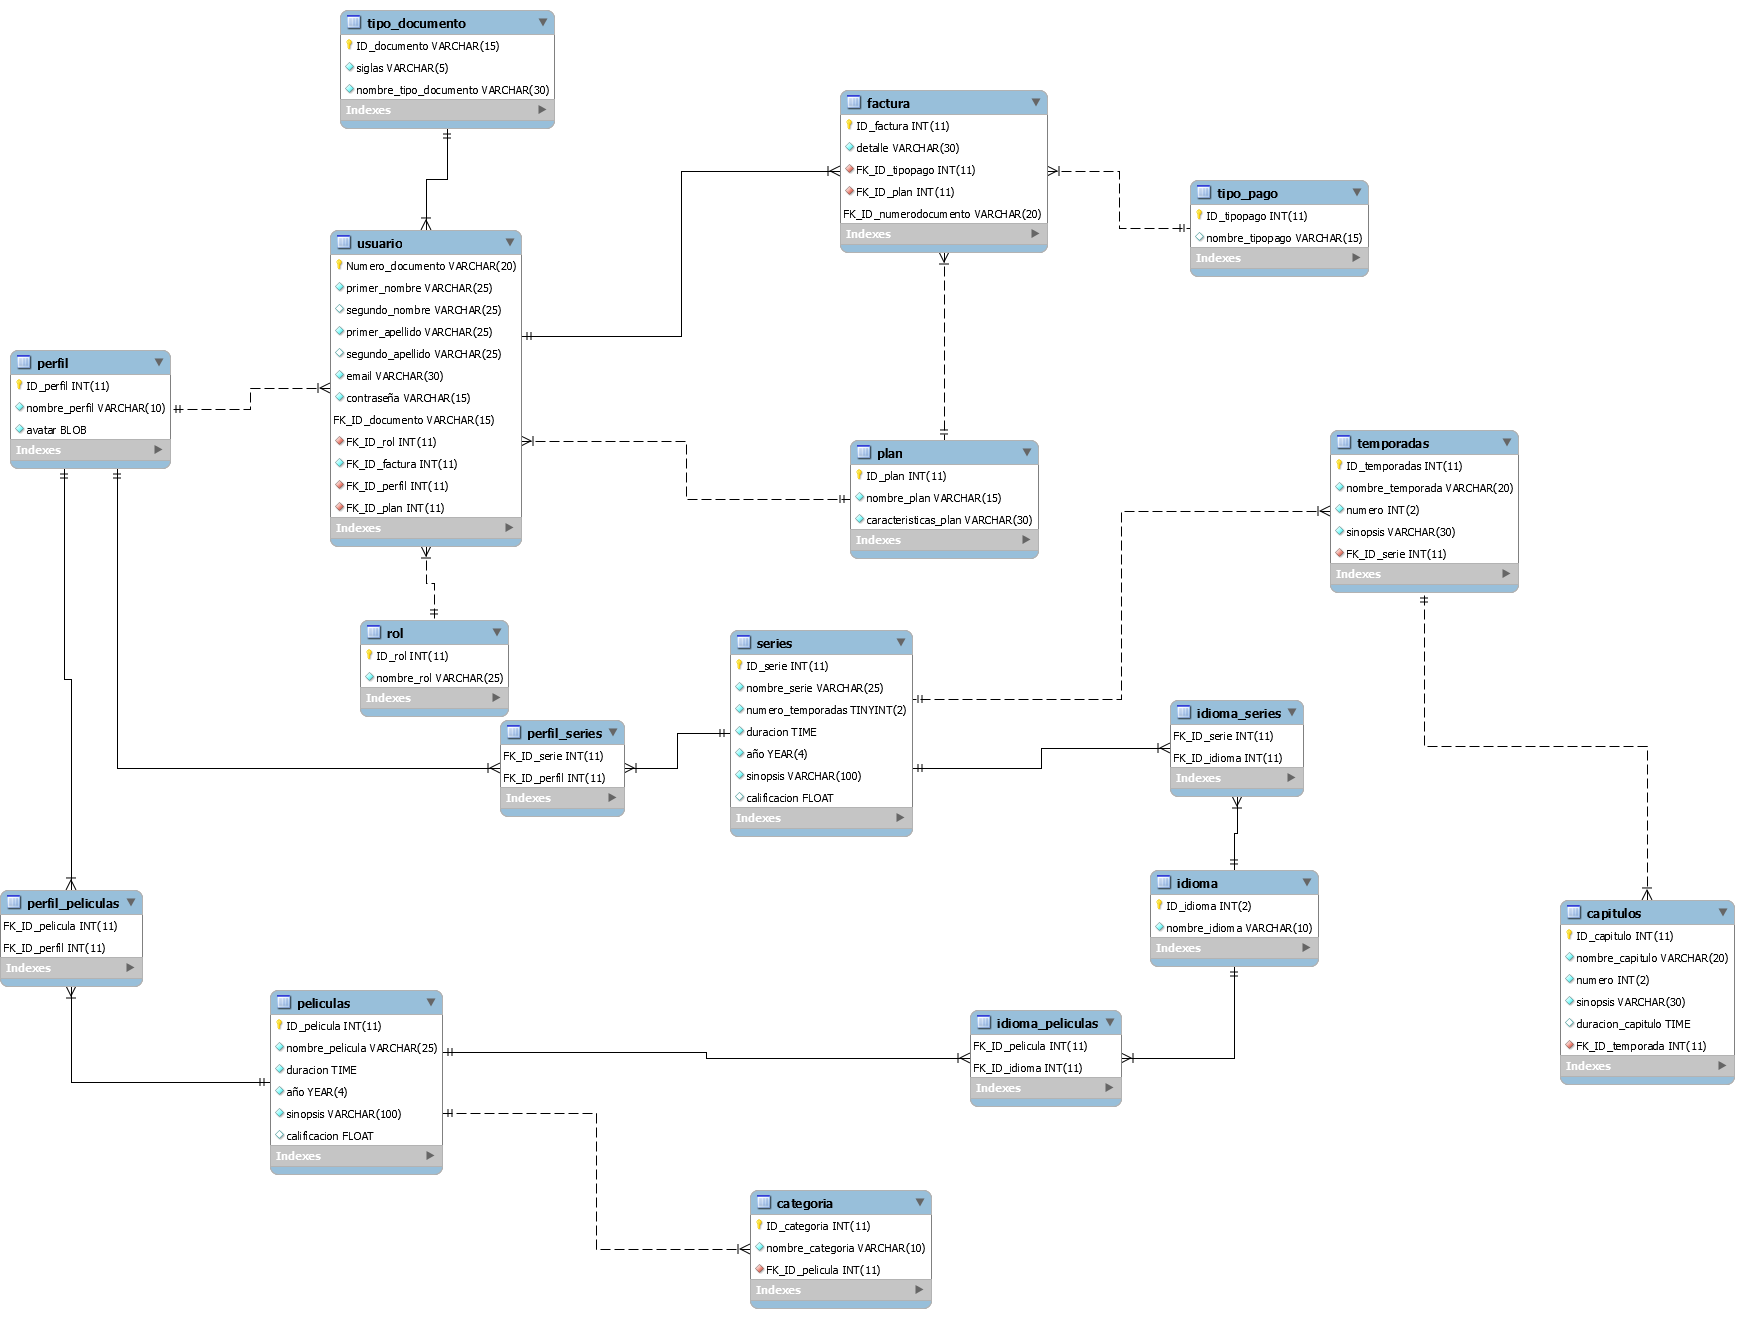 tipo_documento
ID_documento VARCHAR(15)
siglas VARCHAR(5)
nombre_tipo_documento VARCHAR(30)
Indexes
factura
ID_factura INT(11)
detalle VARCHAR(30)
FK_ID_tipopago INT(11)
FK_ID_plan INT(11)
FK_ID_numerodocumento VARCHAR(20)
Indexes
tipo_pago
ID_tipopago INT(11)
nombre_tipopago VARCHAR(15)
Indexes
usuario
Numero_documento VARCHAR(20)
primer_nombre VARCHAR(25)
segundo_nombre VARCHAR(25)
primer_apellido VARCHAR(25)
segundo_apellido VARCHAR(25)
email VARCHAR(30)
contraseña VARCHAR(15)
FK_ID_documento VARCHAR(15)
FK_ID_rol INT(11)
FK_ID_factura INT(11)
FK_ID_perfil INT(11)
FK_ID_plan INT(11)
Indexes
perfil
ID_perfil INT(11)
nombre_perfil VARCHAR(10)
avatar BLOB
Indexes
plan
ID_plan INT(11)
nombre_plan VARCHAR(15)
caracteristicas_plan VARCHAR(30)
Indexes
temporadas
ID_temporadas INT(11)
nombre_temporada VARCHAR(20)
numero INT(2)
sinopsis VARCHAR(30)
FK_ID_serie INT(11)
Indexes
rol
ID_rol INT(11)
nombre_rol VARCHAR(25)
Indexes
series
ID_serie INT(11)
nombre_serie VARCHAR(25)
numero_temporadas TINYINT(2)
duracion TIME
año YEAR(4)
sinopsis VARCHAR(100)
calificacion FLOAT
Indexes
perfil_series
FK_ID_serie INT(11)
FK_ID_perfil INT(11)
Indexes
idioma_series
FK_ID_serie INT(11)
FK_ID_idioma INT(11)
Indexes
idioma
ID_idioma INT(2)
nombre_idioma VARCHAR(10)
Indexes
perfil_peliculas
FK_ID_pelicula INT(11)
FK_ID_perfil INT(11)
Indexes
capitulos
ID_capitulo INT(11)
nombre_capitulo VARCHAR(20)
numero INT(2)
sinopsis VARCHAR(30)
duracion_capitulo TIME
FK_ID_temporada INT(11)
Indexes
peliculas
ID_pelicula INT(11)
nombre_pelicula VARCHAR(25)
duracion TIME
año YEAR(4)
sinopsis VARCHAR(100)
calificacion FLOAT
Indexes
idioma_peliculas
FK_ID_pelicula INT(11)
FK_ID_idioma INT(11)
Indexes
categoria
ID_categoria INT(11)
nombre_categoria VARCHAR(10)
FK_ID_pelicula INT(11)
Indexes